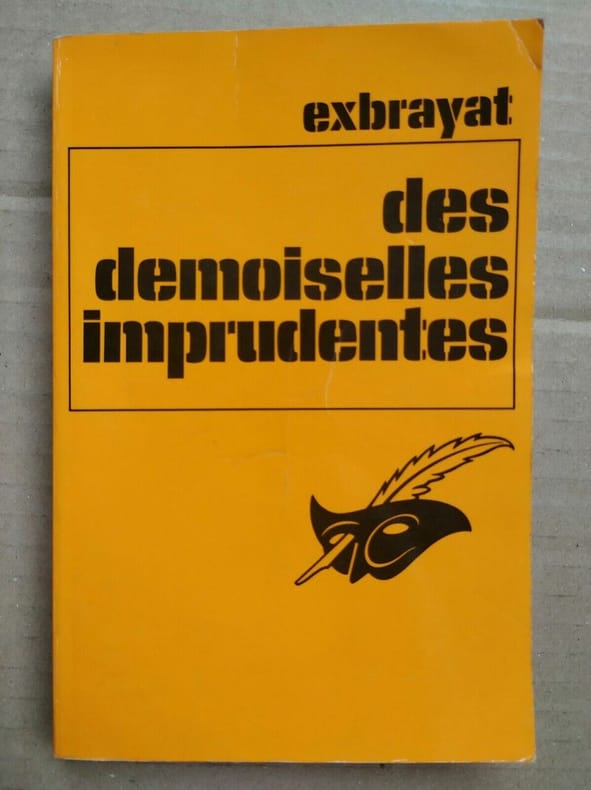 exbrayat
des
demoiselles
imprudentes